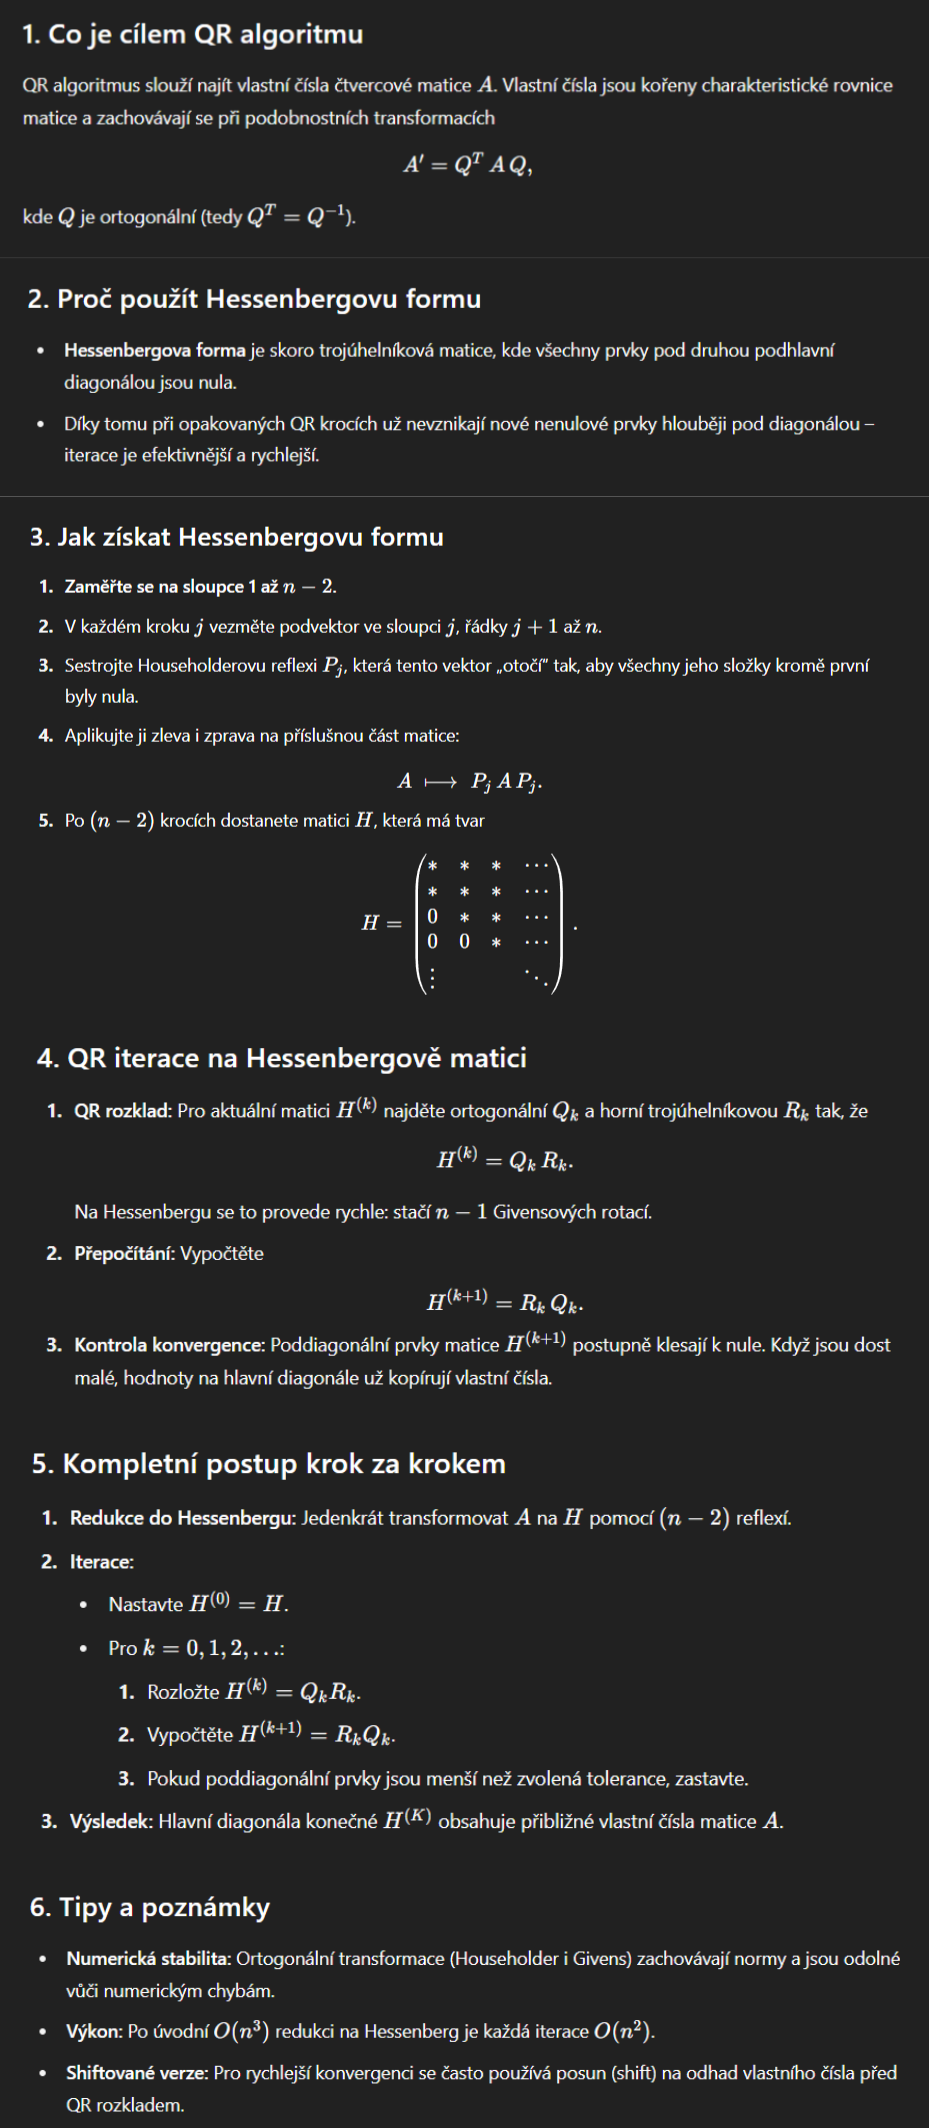 1. Co je cílem QR algoritmu
QR algoritmus slouží najít vlastní čísla čtvercové matice A. Vlastní čísla jsou kořeny charakteristické rovnice
matice a zachovávají se při podobnostních transformacích
A′ = Q^T A Q,
kde Q je ortogonální (tedy Q^T = Q^−1).
2. Proč použít Hessenbergovu formu
• Hessenbergova forma je skoro trojúhelníková matice, kde všechny prvky pod druhou podhlavní
diagonálou jsou nula.
• Díky tomu při opakovaných QR krocích už nevznikají nové nenulové prvky hlouběji pod diagonálou –
iterace je efektivnější a rychlejší.
3. Jak získat Hessenbergovu formu
1. Zaměřte se na sloupce 1 až n − 2.
2. V každém kroku j vezměte podvektor ve sloupci j, řádky j + 1 až n.
3. Sestrojte Householderovu reflexi P_j, která tento vektor „otočí“ tak, aby všechny jeho složky kromě první
byly nula.
4. Aplikujte ji zleva i zprava na příslušnou část matice:
A ⟼ P_j A P_j.
5. Po (n − 2) krocích dostanete matici H, která má tvar
* * * ⋯
* * * ⋯
H = 0 * * ⋯ .
0 0 * ⋯
⋮ ⋱
4. QR iterace na Hessenbergově matici
1. QR rozklad: Pro aktuální matici H^(k) najděte ortogonální Q_k a horní trojúhelníkovou R_k tak, že
H^(k) = Q_k R_k.
Na Hessenbergu se to provede rychle: stačí n − 1 Givensových rotací.
2. Přepočítání: Vypočtěte
H^(k+1) = R_k Q_k.
3. Kontrola konvergence: Poddiagonální prvky matice H^(k+1) postupně klesají k nule. Když jsou dost
malé, hodnoty na hlavní diagonále už kopírují vlastní čísla.
5. Kompletní postup krok za krokem
1. Redukce do Hessenbergu: Jedenkrát transformovat A na H pomocí (n − 2) reflexí.
2. Iterace:
• Nastavte H^(0) = H.
• Pro k = 0, 1, 2, …:
1. Rozložte H^(k) = Q_k R_k.
2. Vypočtěte H^(k+1) = R_k Q_k.
3. Pokud poddiagonální prvky jsou menší než zvolená tolerance, zastavte.
3. Výsledek: Hlavní diagonála konečné H^(K) obsahuje přibližné vlastní čísla matice A.
6. Tipy a poznámky
• Numerická stabilita: Ortogonální transformace (Householder i Givens) zachovávají normy a jsou odolné
vůči numerickým chybám.
• Výkon: Po úvodní O(n^3) redukci na Hessenberg je každá iterace O(n^2).
• Shiftované verze: Pro rychlejší konvergenci se často používá posun (shift) na odhad vlastního čísla před
QR rozkladem.